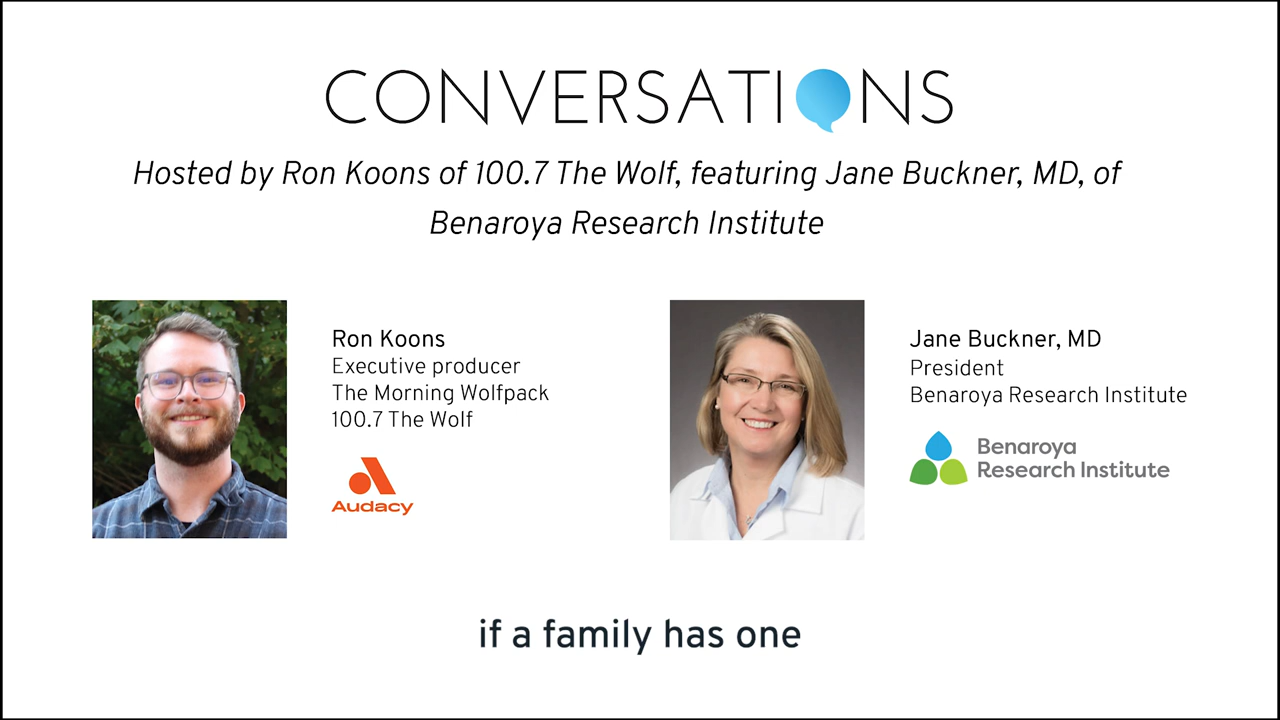 CONVERSATIONS
Hosted by Ron Koons of 100.7 The Wolf, featuring Jane Buckner, MD, of
Benaroya Research Institute
Ron Koons
Executive producer
The Morning Wolfpack
100.7 The Wolf
Audacy
Jane Buckner, MD
President
Benaroya Research Institute
Benaroya
Research Institute
if a family has one